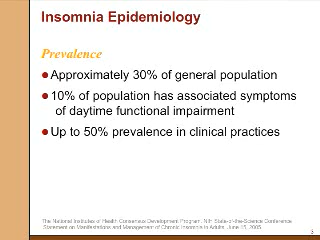 Insomnia Epidemiology
Prevalence
Approximately 30% of general population
10% of population has associated symptoms
of daytime functional impairment
Up to 50% prevalence in clinical practices
The National Institutes of Health Consensus Development Program. NIH State-of-the-Science Conference
Statement on Manifestations and Management of Chronic Insomnia in Adults. June 15, 2005.
3